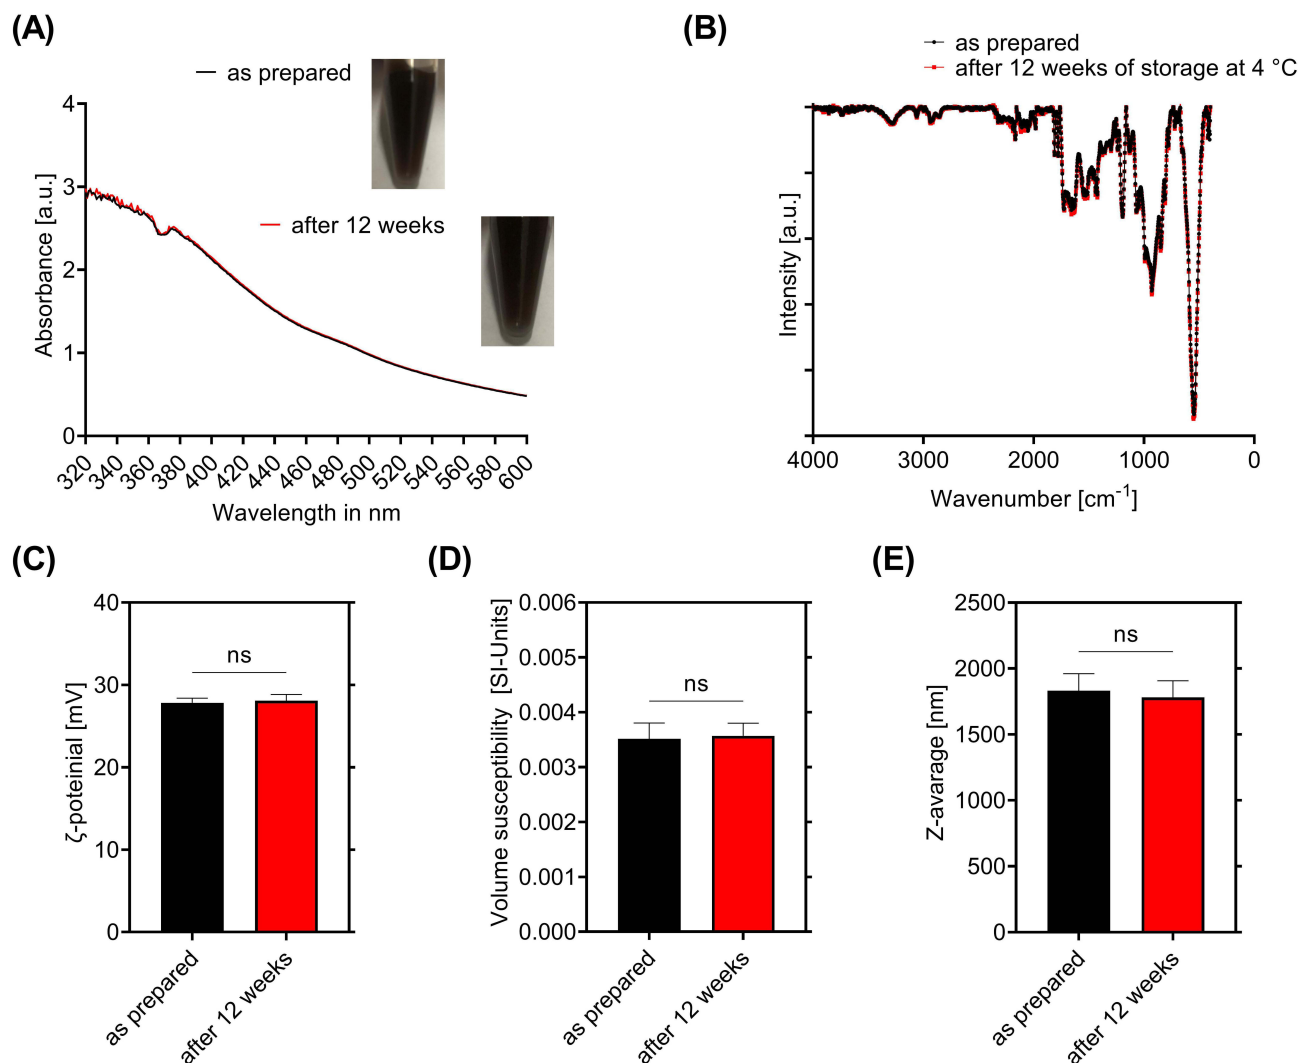 (A)
as prepared
after 12 weeks
Absorbance [a.u.]
4
3
2
1
0
320
340
360
380
400
420
440
460
480
500
520
540
560
580
600
Wavelength in nm
(B)
as prepared
after 12 weeks of storage at 4 °C
Intensity [a.u.]
4000
3000
2000
1000
0
Wavenumber [cm-1]
(C)
ζ-poteinial [mV]
40
30
20
10
0
ns
as prepared
after 12 weeks
(D)
Volume susceptibility [SI-Units]
0.006
0.005
0.004
0.003
0.002
0.001
0.000
ns
as prepared
after 12 weeks
(E)
Z-avarage [nm]
2500
2000
1500
1000
500
0
ns
as prepared
after 12 weeks